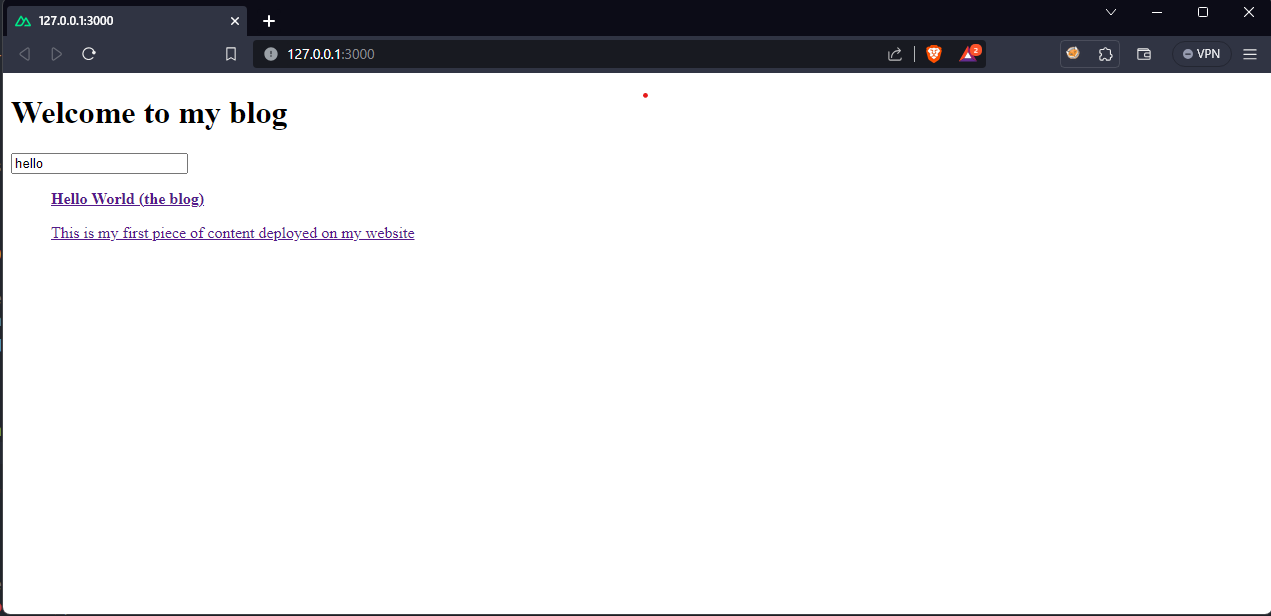 127.0.0.1:3000
127.0.0.1:3000
2
VPN
Welcome to my blog
hello
Hello World (the blog)
This is my first piece of content deployed on my website